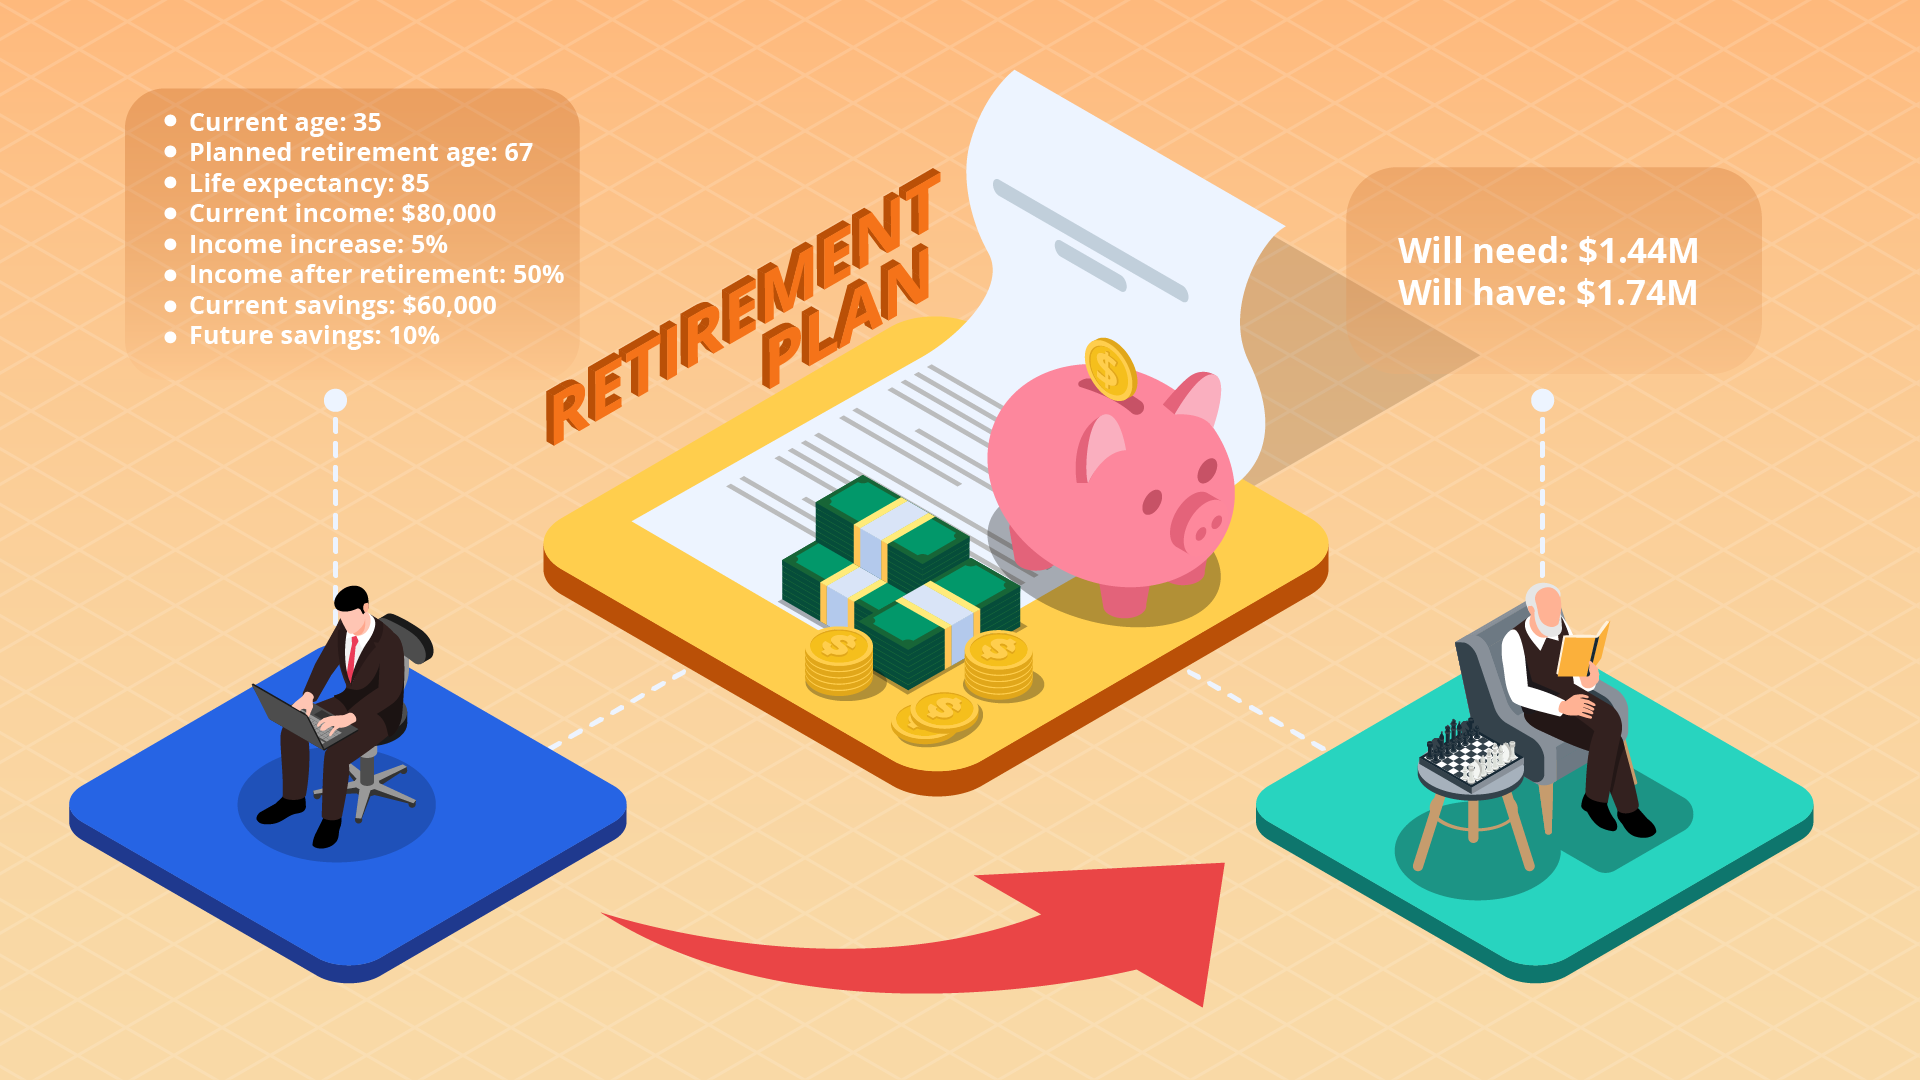 Current age: 35
Planned retirement age: 67
Life expectancy: 85
Current income: $80,000
Income increase: 5%
Income after retirement: 50%
Current savings: $60,000
Future savings: 10%
RETIREMENT
PLAN
Will need: $1.44M
Will have: $1.74M
$
$
$
$